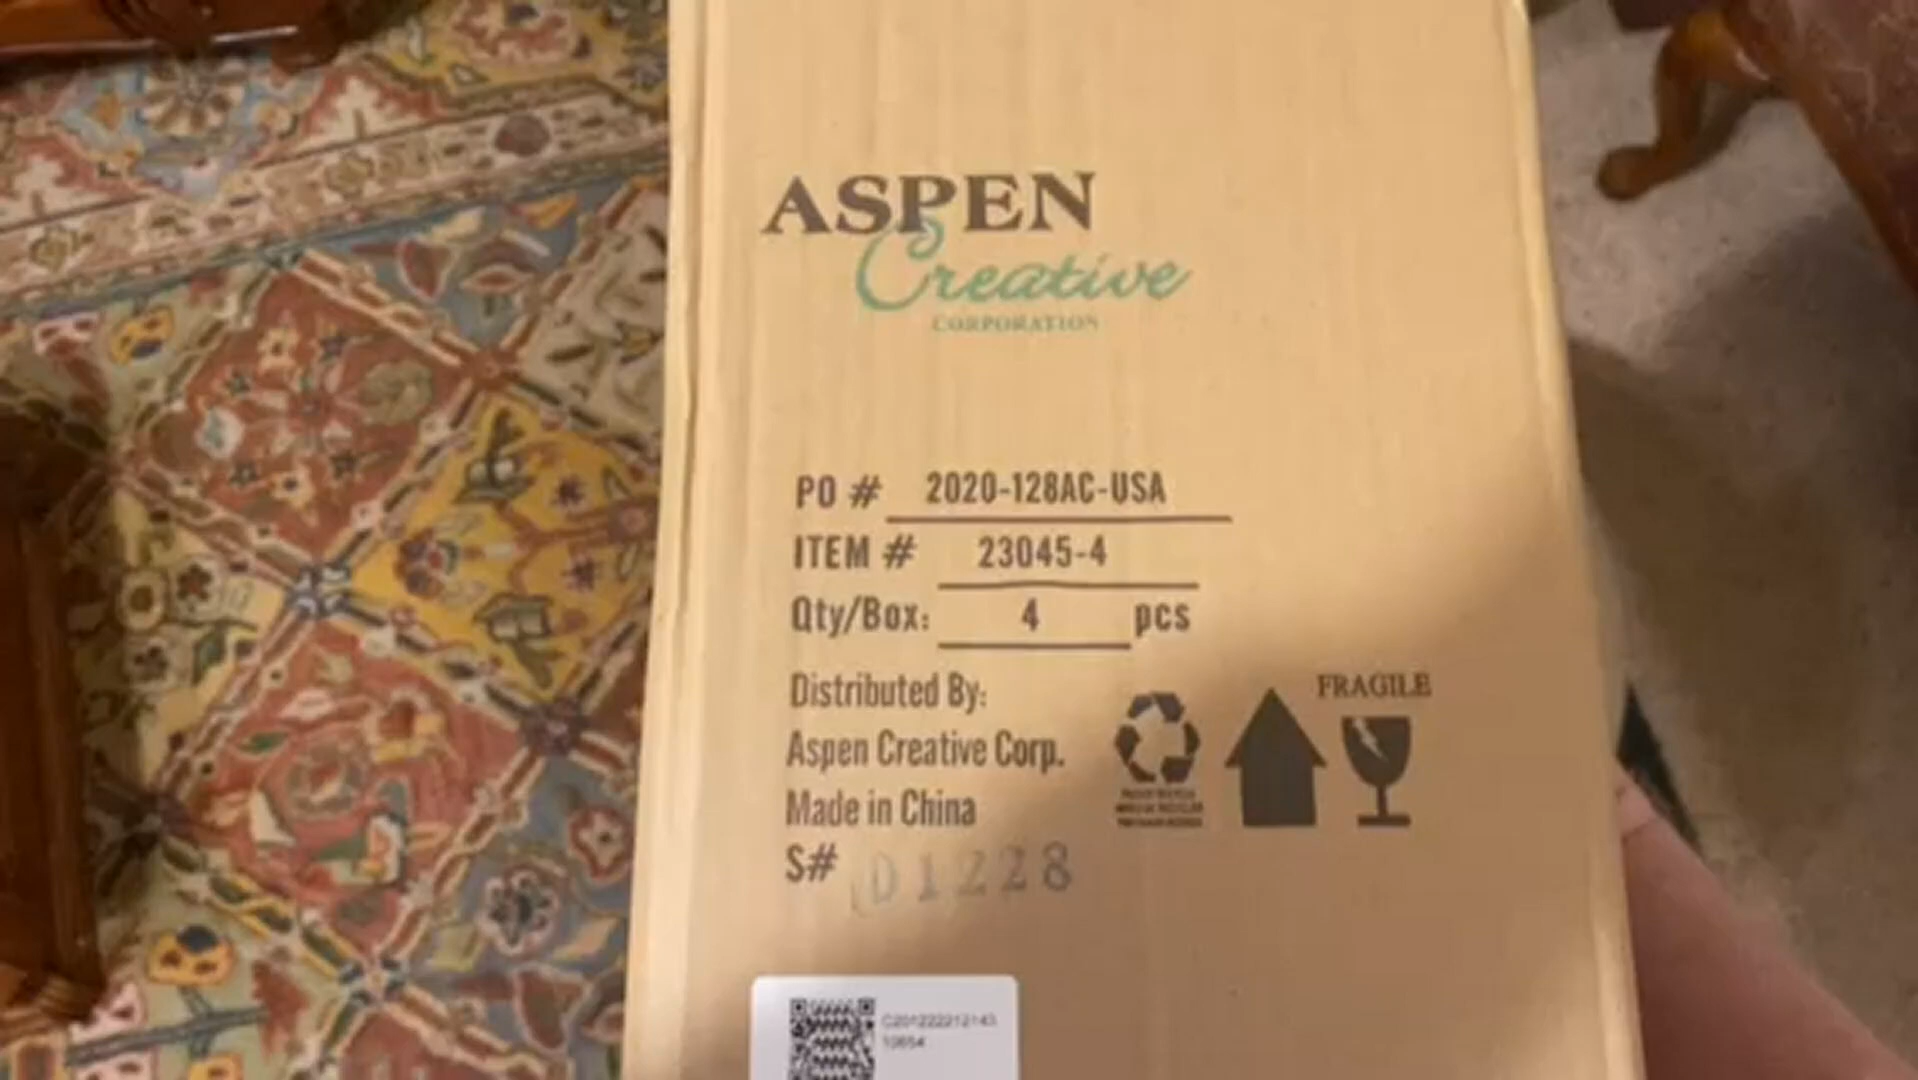 ASPEN
Creative
CORPORATION
PO # 2020-128AC-USA
ITEM # 23045-4
Qty/Box: 4 pcs
FRAGILE
Distributed By:
Aspen Creative Corp.
Made in China
S# 01228